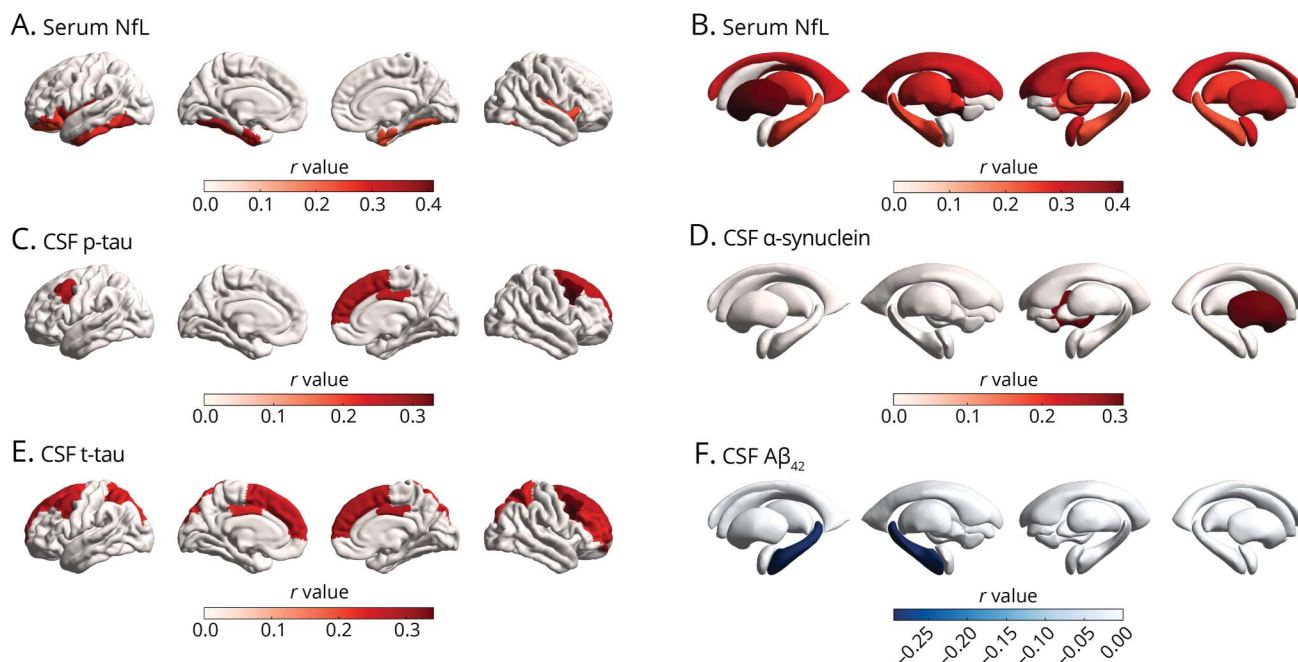 A. Serum NfL
r value
0.0 0.1 0.2 0.3 0.4
B. Serum NfL
r value
0.0 0.1 0.2 0.3 0.4
C. CSF p-tau
r value
0.0 0.1 0.2 0.3
D. CSF α-synuclein
r value
0.0 0.1 0.2 0.3
E. CSF t-tau
r value
0.0 0.1 0.2 0.3
F. CSF Aβ₄₂
r value
−0.25 −0.20 −0.15 −0.10 −0.05 0.00